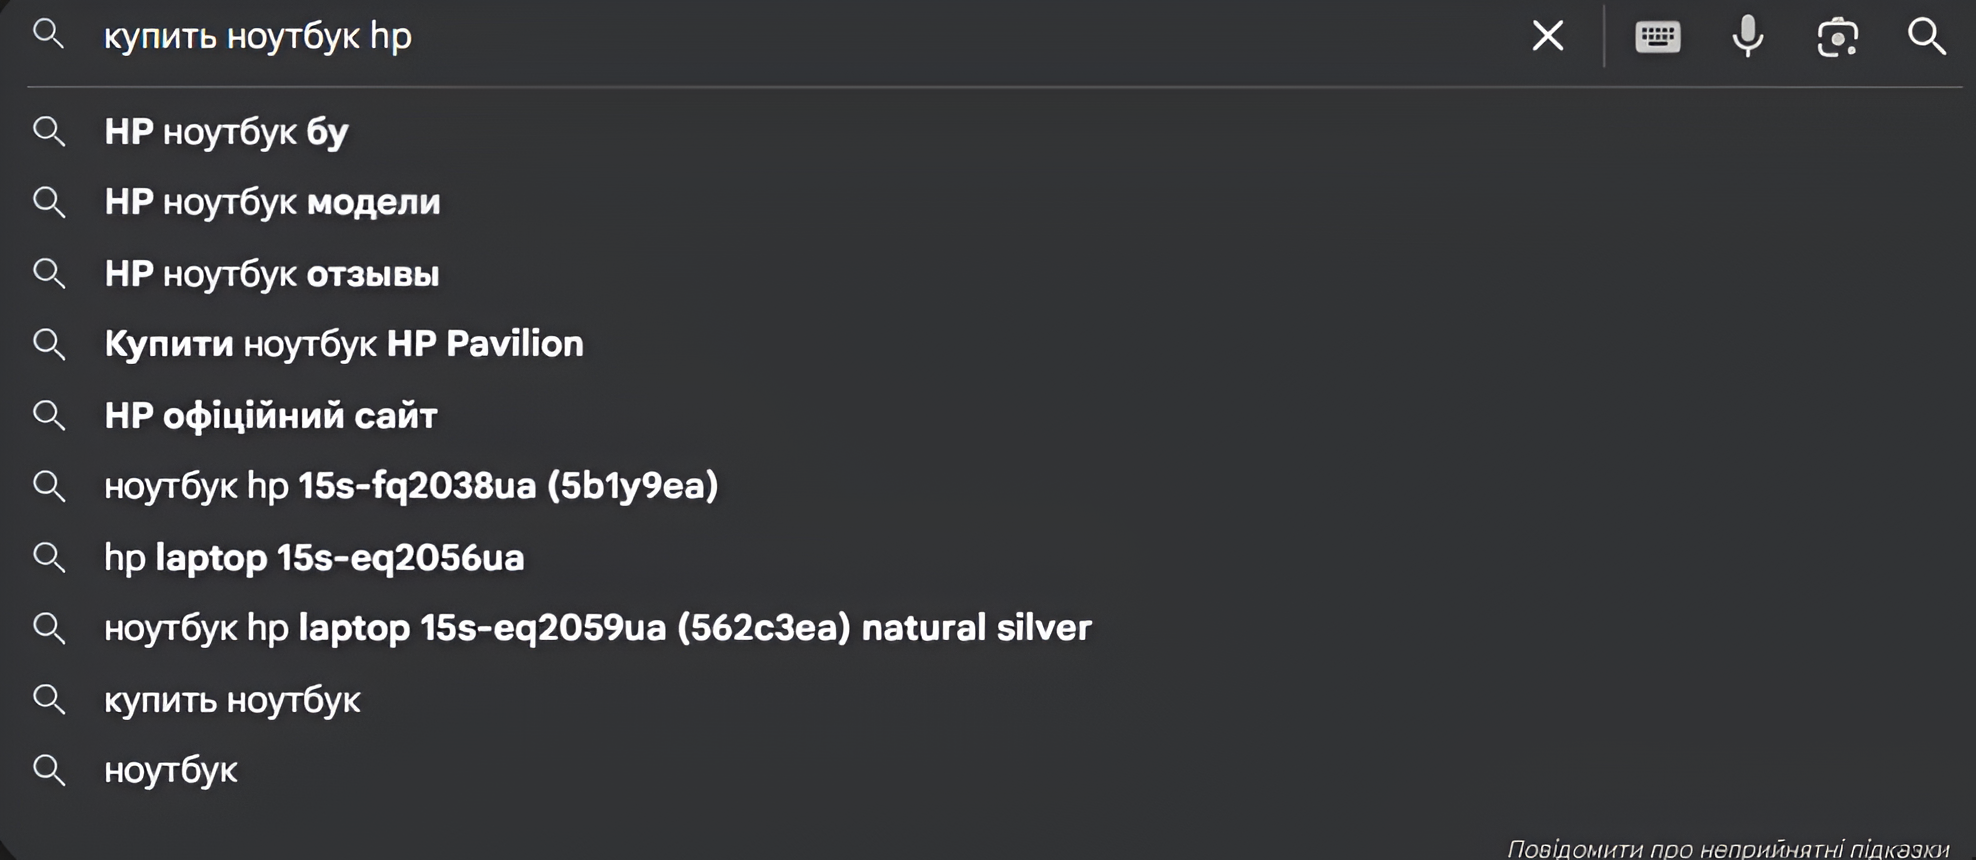 купить ноутбук hp
HP ноутбук бу
HP ноутбук модели
HP ноутбук отзывы
Купити ноутбук HP Pavilion
HP офіційний сайт
ноутбук hp 15s-fq2038ua (5b1y9ea)
hp laptop 15s-eq2056ua
ноутбук hp laptop 15s-eq2059ua (562c3ea) natural silver
купить ноутбук
ноутбук
Повідомити про неприйнятні підказки